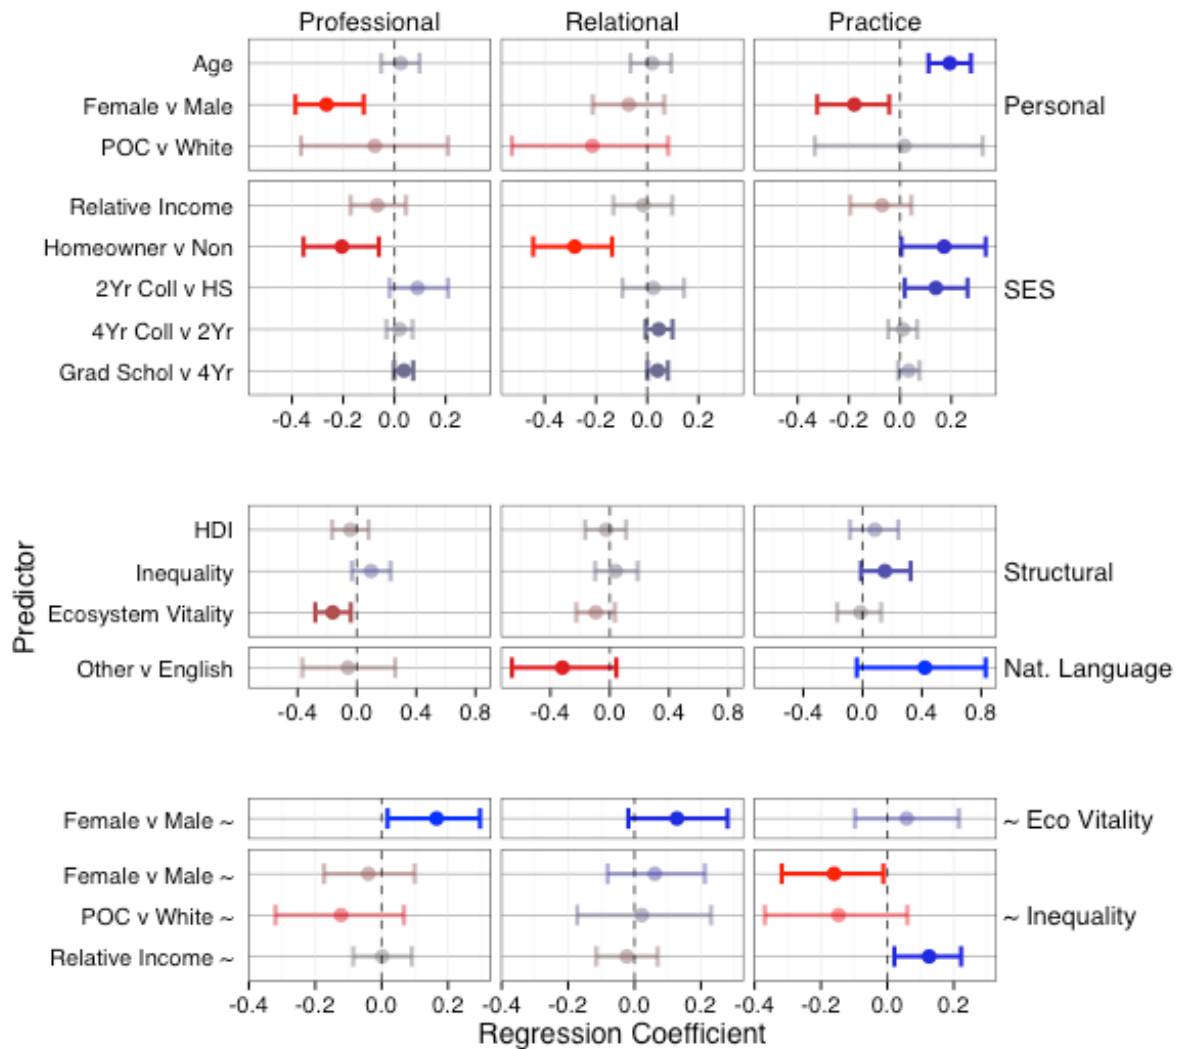 Professional Relational Practice
Age
Female v Male
POC v White
Personal
Relative Income
Homeowner v Non
2Yr Coll v HS
4Yr Coll v 2Yr
Grad Schol v 4Yr
SES
-0.4 -0.2 0.0 0.2 -0.4 -0.2 0.0 0.2 -0.4 -0.2 0.0 0.2
Predictor
HDI
Inequality
Ecosystem Vitality
Structural
Other v English Nat. Language
-0.4 0.0 0.4 0.8 -0.4 0.0 0.4 0.8 -0.4 0.0 0.4 0.8
Female v Male ~ ~ Eco Vitality
Female v Male ~
POC v White ~
Relative Income ~
~ Inequality
-0.4 -0.2 0.0 0.2 -0.4 -0.2 0.0 0.2 -0.4 -0.2 0.0 0.2
Regression Coefficient